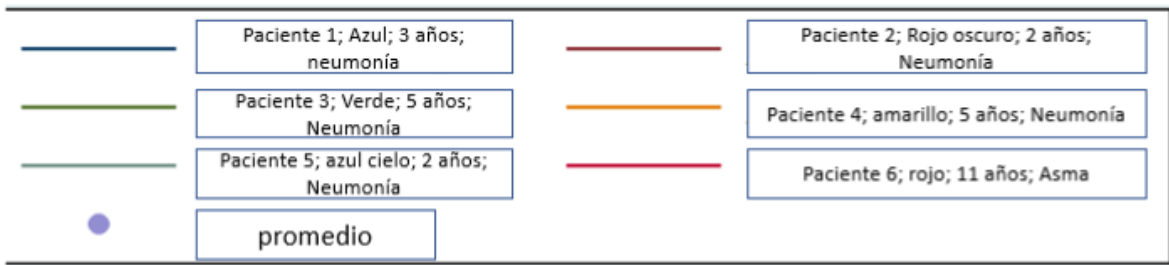 Paciente 1; Azul; 3 años;
neumonía
Paciente 2; Rojo oscuro; 2 años;
Neumonía
Paciente 3; Verde; 5 años;
Neumonía
Paciente 4; amarillo; 5 años; Neumonía
Paciente 5; azul cielo; 2 años;
Neumonía
Paciente 6; rojo; 11 años; Asma
promedio